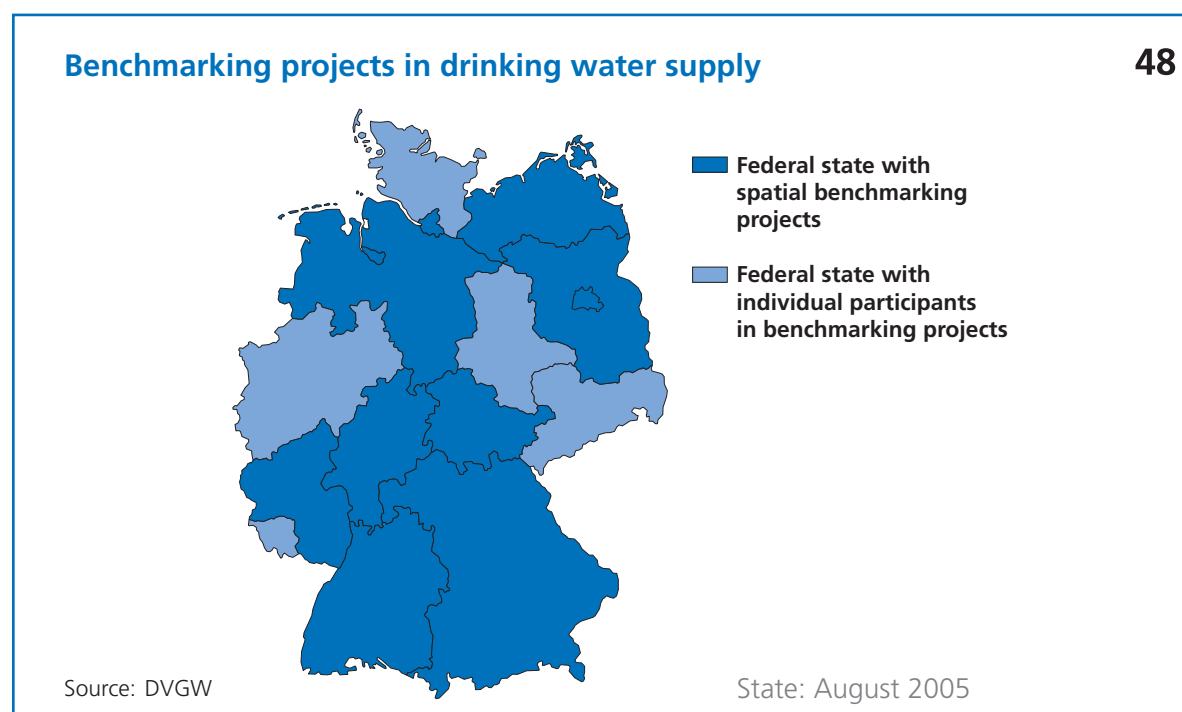 Benchmarking projects in drinking water supply
48
Federal state with
spatial benchmarking
projects
Federal state with
individual participants
in benchmarking projects
Source: DVGW
State: August 2005